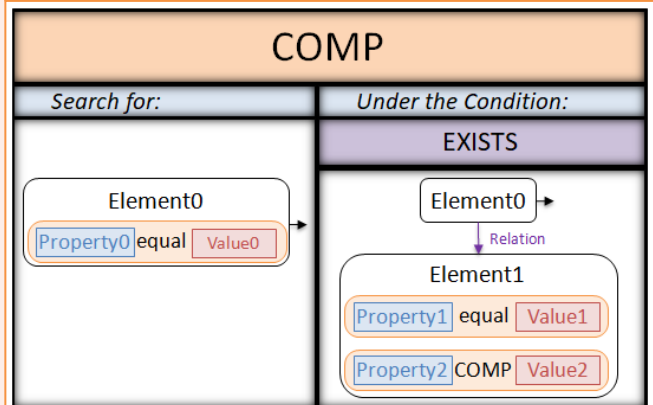 COMP
Search for:
Under the Condition:
EXISTS
Element0
Property0 equal Value0
Element0
Relation
Element1
Property1 equal Value1
Property2 COMP Value2